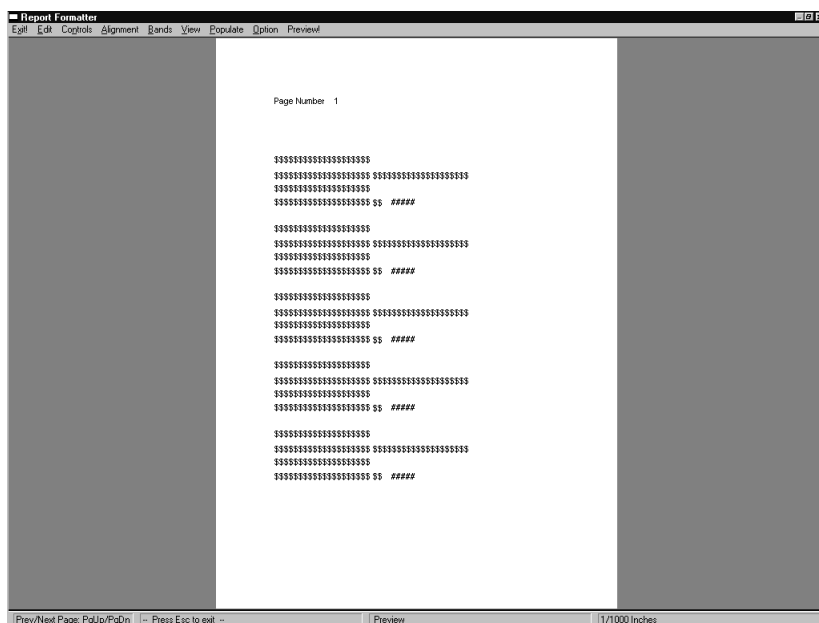 Report Formatter
Exit! Edit Controls Alignment Bands View Populate Option Preview!
Page Number 1
$$$$$$$$$$$$$$$$$$$$
$$$$$$$$$$$$$$$$$$$$ $$$$$$$$$$$$$$$$$$$$
$$$$$$$$$$$$$$$$$$$$
$$$$$$$$$$$$$$$$$$$$ $$ #####
$$$$$$$$$$$$$$$$$$$$
$$$$$$$$$$$$$$$$$$$$ $$$$$$$$$$$$$$$$$$$$
$$$$$$$$$$$$$$$$$$$$
$$$$$$$$$$$$$$$$$$$$ $$ #####
$$$$$$$$$$$$$$$$$$$$
$$$$$$$$$$$$$$$$$$$$ $$$$$$$$$$$$$$$$$$$$
$$$$$$$$$$$$$$$$$$$$
$$$$$$$$$$$$$$$$$$$$ $$ #####
$$$$$$$$$$$$$$$$$$$$
$$$$$$$$$$$$$$$$$$$$ $$$$$$$$$$$$$$$$$$$$
$$$$$$$$$$$$$$$$$$$$
$$$$$$$$$$$$$$$$$$$$ $$ #####
$$$$$$$$$$$$$$$$$$$$
$$$$$$$$$$$$$$$$$$$$ $$$$$$$$$$$$$$$$$$$$
$$$$$$$$$$$$$$$$$$$$
$$$$$$$$$$$$$$$$$$$$ $$ #####
Prev/Next Page: PgUp/PgDn -- Press Esc to exit -- Preview 1/1000 Inches